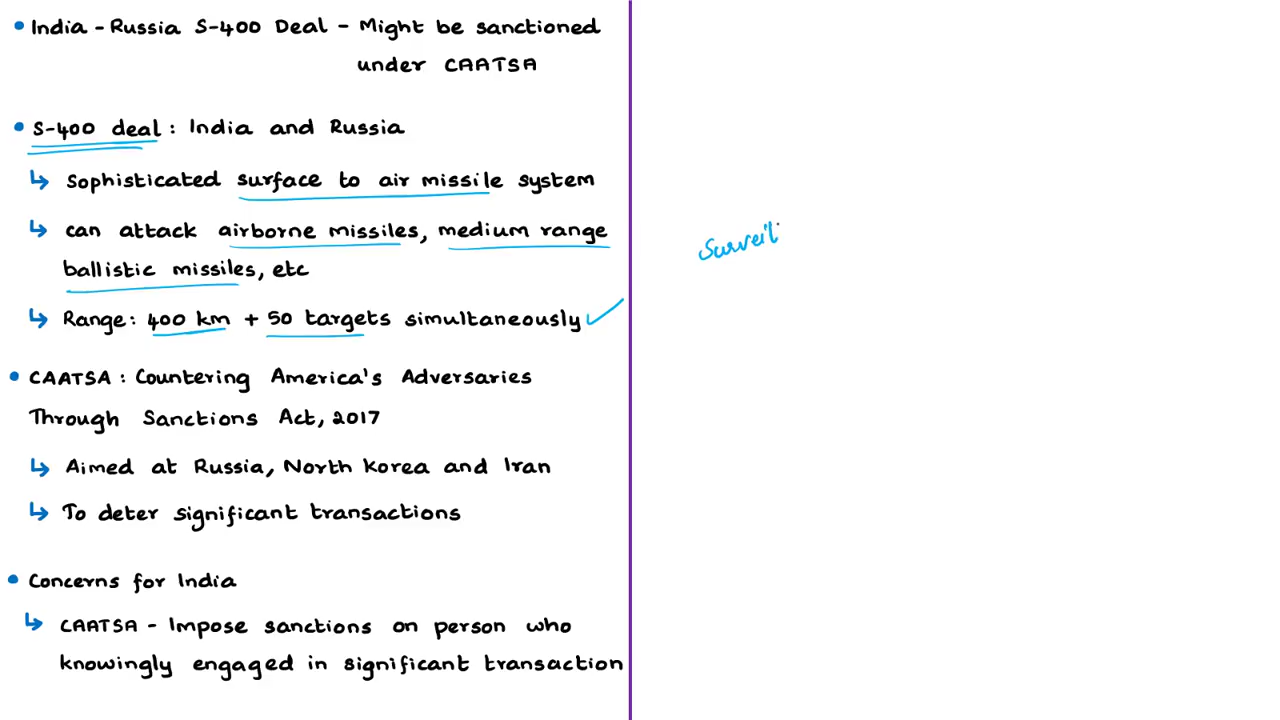 • India - Russia S-400 Deal - Might be sanctioned
under CAATSA
• S-400 deal : India and Russia
↳ Sophisticated surface to air missile system
↳ can attack airborne missiles, medium range
ballistic missiles, etc
↳ Range: 400 km + 50 targets simultaneously ✓
• CAATSA : Countering America's Adversaries
Through Sanctions Act, 2017
↳ Aimed at Russia, North Korea and Iran
↳ To deter significant transactions
• Concerns for India
↳ CAATSA - Impose sanctions on person who
knowingly engaged in significant transaction
Surveil